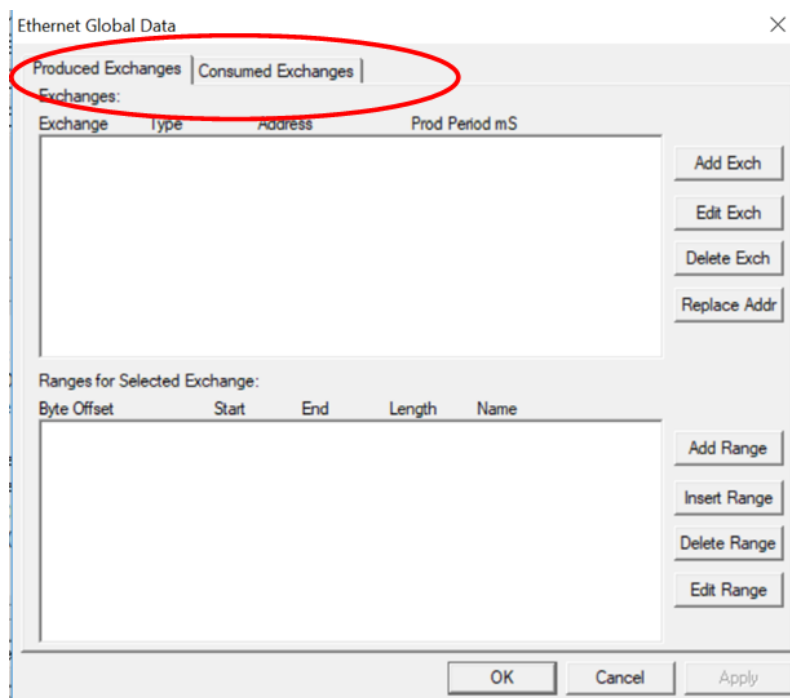 Ethernet Global Data
Produced Exchanges Consumed Exchanges
Exchanges:
Exchange Type Address Prod Period mS
Add Exch
Edit Exch
Delete Exch
Replace Addr
Ranges for Selected Exchange:
Byte Offset Start End Length Name
Add Range
Insert Range
Delete Range
Edit Range
OK Cancel Apply